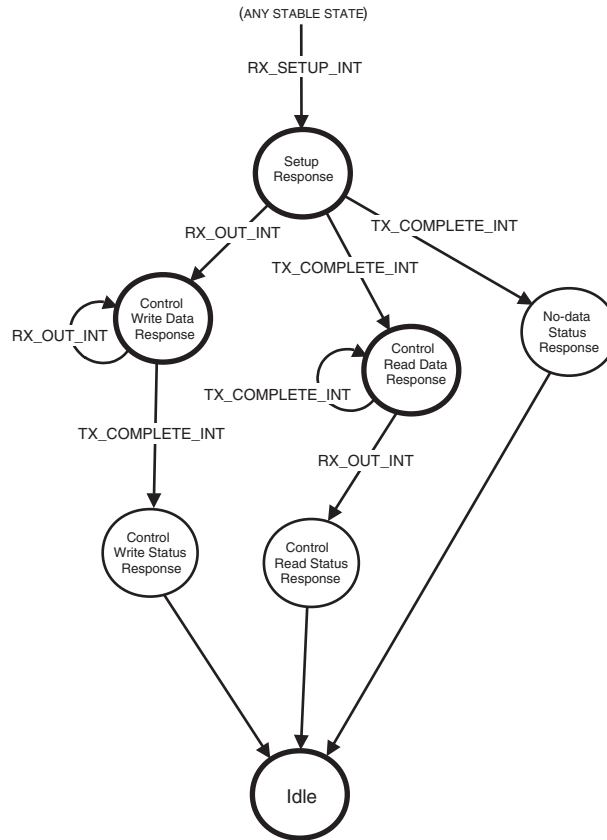 (ANY STABLE STATE)
RX_SETUP_INT
Setup
Response
RX_OUT_INT
TX_COMPLETE_INT
TX_COMPLETE_INT
Control
Write Data
Response
RX_OUT_INT
Control
Read Data
Response
TX_COMPLETE_INT
No-data
Status
Response
TX_COMPLETE_INT
RX_OUT_INT
Control
Write Status
Response
Control
Read Status
Response
Idle